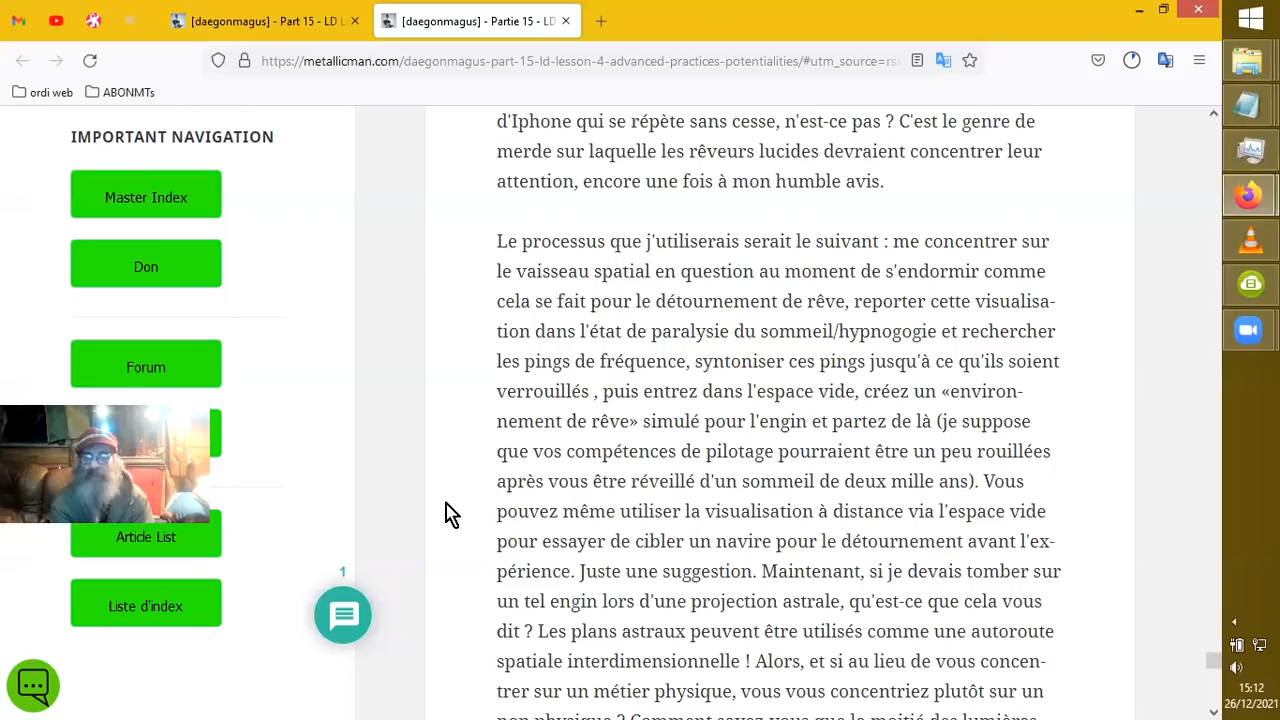 [daegonmagus] - Part 15 - LD L
[daegonmagus] - Partie 15 - LD
https://metallicman.com/daegonmagus-part-15-ld-lesson-4-advanced-practices-potentialities/#utm_source=rs
ordi web
ABONMTs
IMPORTANT NAVIGATION
Master Index
Don
Forum
Article List
Liste d'index
1
d'Iphone qui se répète sans cesse, n'est-ce pas ? C'est le genre de
merde sur laquelle les rêveurs lucides devraient concentrer leur
attention, encore une fois à mon humble avis.
Le processus que j'utiliserais serait le suivant : me concentrer sur
le vaisseau spatial en question au moment de s'endormir comme
cela se fait pour le détournement de rêve, reporter cette visualisa-
tion dans l'état de paralysie du sommeil/hypnogogie et rechercher
les pings de fréquence, syntoniser ces pings jusqu'à ce qu'ils soient
verrouillés , puis entrez dans l'espace vide, créez un «environ-
nement de rêve» simulé pour l'engin et partez de là (je suppose
que vos compétences de pilotage pourraient être un peu rouillées
après vous être réveillé d'un sommeil de deux mille ans). Vous
pouvez même utiliser la visualisation à distance via l'espace vide
pour essayer de cibler un navire pour le détournement avant l'ex-
périence. Juste une suggestion. Maintenant, si je devais tomber sur
un tel engin lors d'une projection astrale, qu'est-ce que cela vous
dit ? Les plans astraux peuvent être utilisés comme une autoroute
spatiale interdimensionnelle ! Alors, et si au lieu de vous concen-
trer sur un métier physique, vous vous concentriez plutôt sur un
non physique ? Comment savez-vous que la moitié des lumières
15:12
26/12/2021